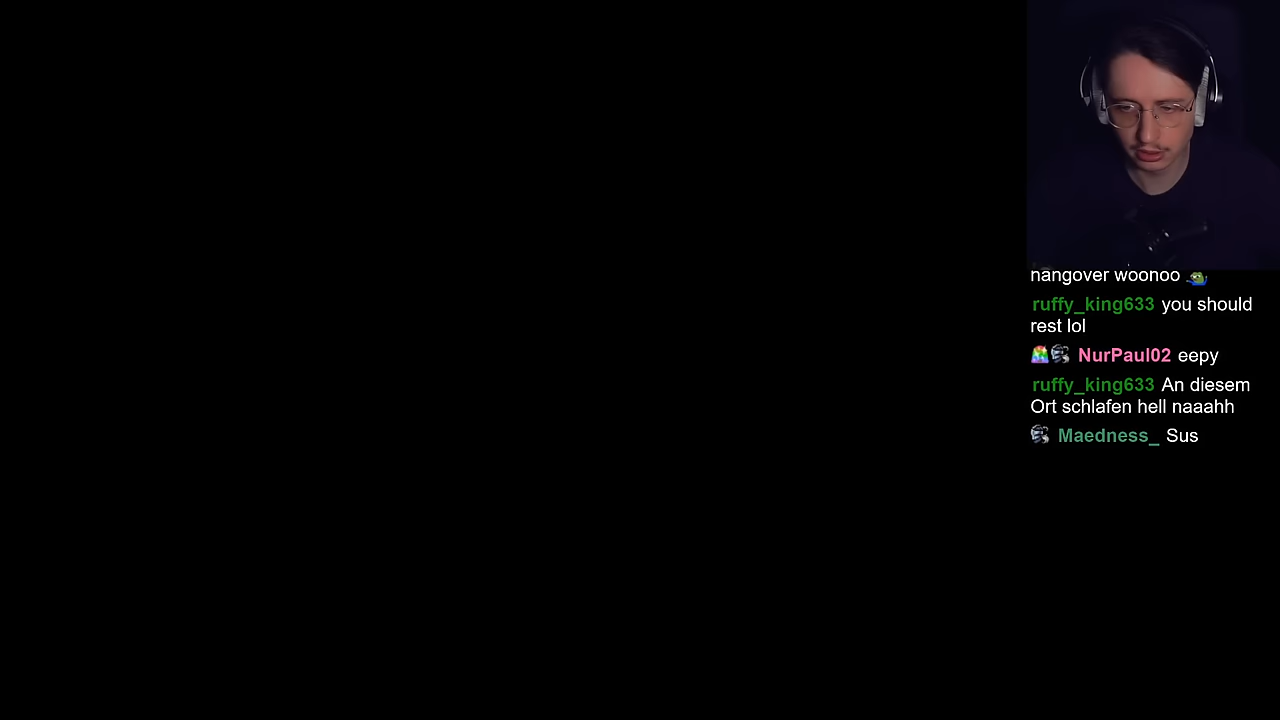 hangover woohoo
ruffy_king633 you should
rest lol
NurPaul02 eepy
ruffy_king633 An diesem
Ort schlafen hell naaahh
Maedness_ Sus